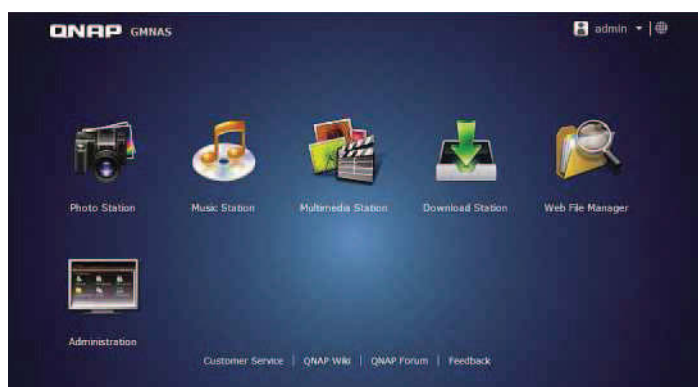 QNAP GMNAS admin
Photo Station Music Station Multimedia Station Download Station Web File Manager
Administration
Customer Service | QNAP Wiki | QNAP Forum | Feedback